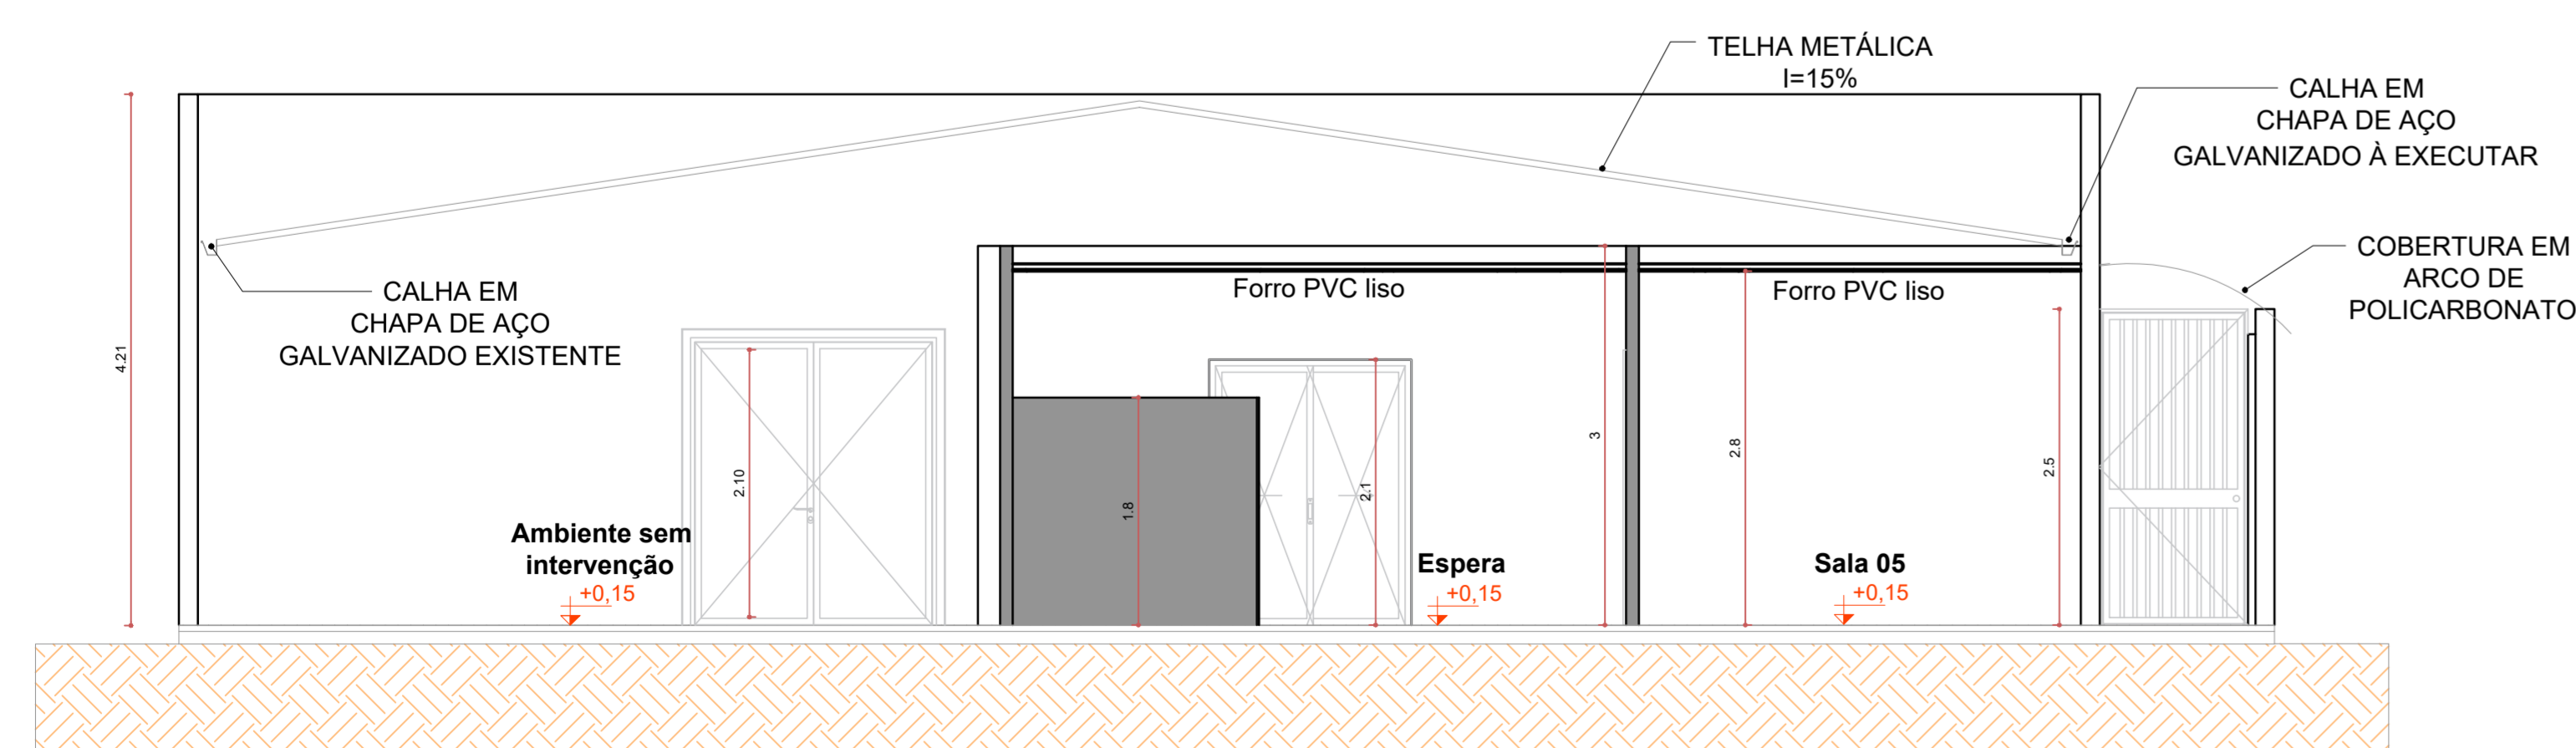 TELHA METÁLICA
I=15%
CALHA EM
CHAPA DE AÇO
GALVANIZADO À EXECUTAR
COBERTURA EM
ARCO DE
POLICARBONATO
CALHA EM
CHAPA DE AÇO
GALVANIZADO EXISTENTE
Forro PVC liso
Forro PVC liso
4.21
2.10
1.8
2.1
3
2.8
2.5
Ambiente sem
intervenção
+0,15
Espera
+0,15
Sala 05
+0,15